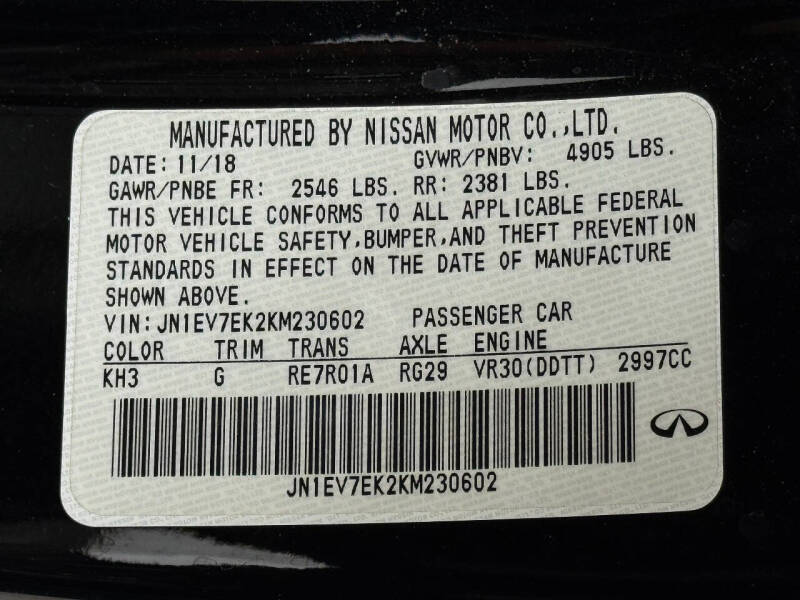 MANUFACTURED BY NISSAN MOTOR CO.,LTD.
DATE: 11/18 GVWR/PNBV: 4905 LBS.
GAWR/PNBE FR: 2546 LBS. RR: 2381 LBS.
THIS VEHICLE CONFORMS TO ALL APPLICABLE FEDERAL
MOTOR VEHICLE SAFETY,BUMPER,AND THEFT PREVENTION
STANDARDS IN EFFECT ON THE DATE OF MANUFACTURE
SHOWN ABOVE.
VIN:JN1EV7EK2KM230602 PASSENGER CAR
COLOR TRIM TRANS AXLE ENGINE
KH3 G RE7R01A RG29 VR30(DDTT) 2997CC
JN1EV7EK2KM230602